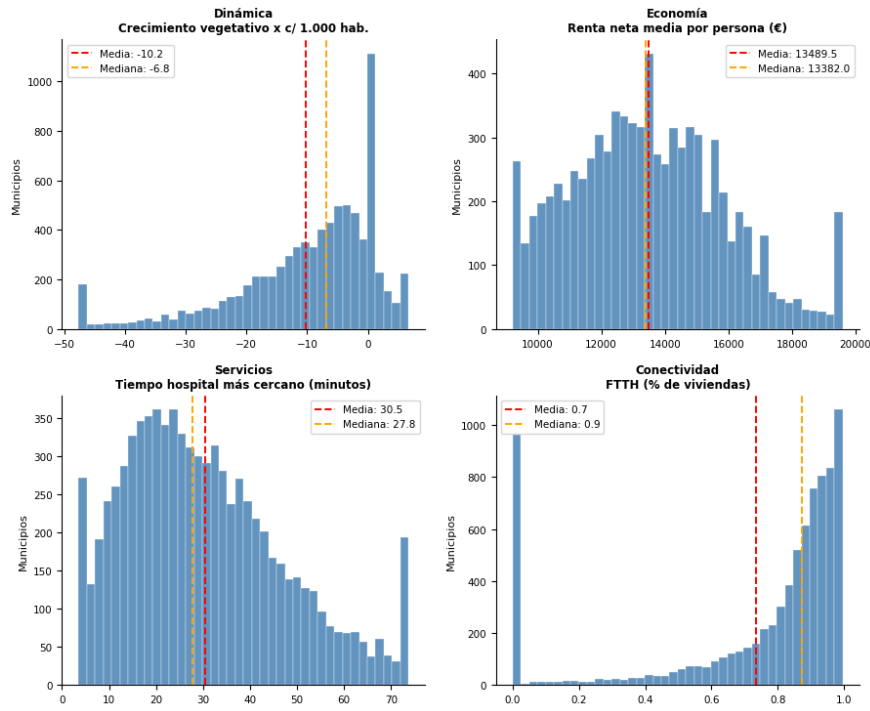 Dinámica
Crecimiento vegetativo x c/ 1.000 hab.
Media: -10.2
Mediana: -6.8
Municipios
1000
800
600
400
200
0
−50
−40
−30
−20
−10
0
Economía
Renta neta media por persona (€)
Media: 13489.5
Mediana: 13382.0
Municipios
400
300
200
100
0
10000
12000
14000
16000
18000
20000
Servicios
Tiempo hospital más cercano (minutos)
Media: 30.5
Mediana: 27.8
Municipios
350
300
250
200
150
100
50
0
0
10
20
30
40
50
60
70
Conectividad
FTTH (% de viviendas)
Media: 0.7
Mediana: 0.9
Municipios
1000
800
600
400
200
0
0.0
0.2
0.4
0.6
0.8
1.0